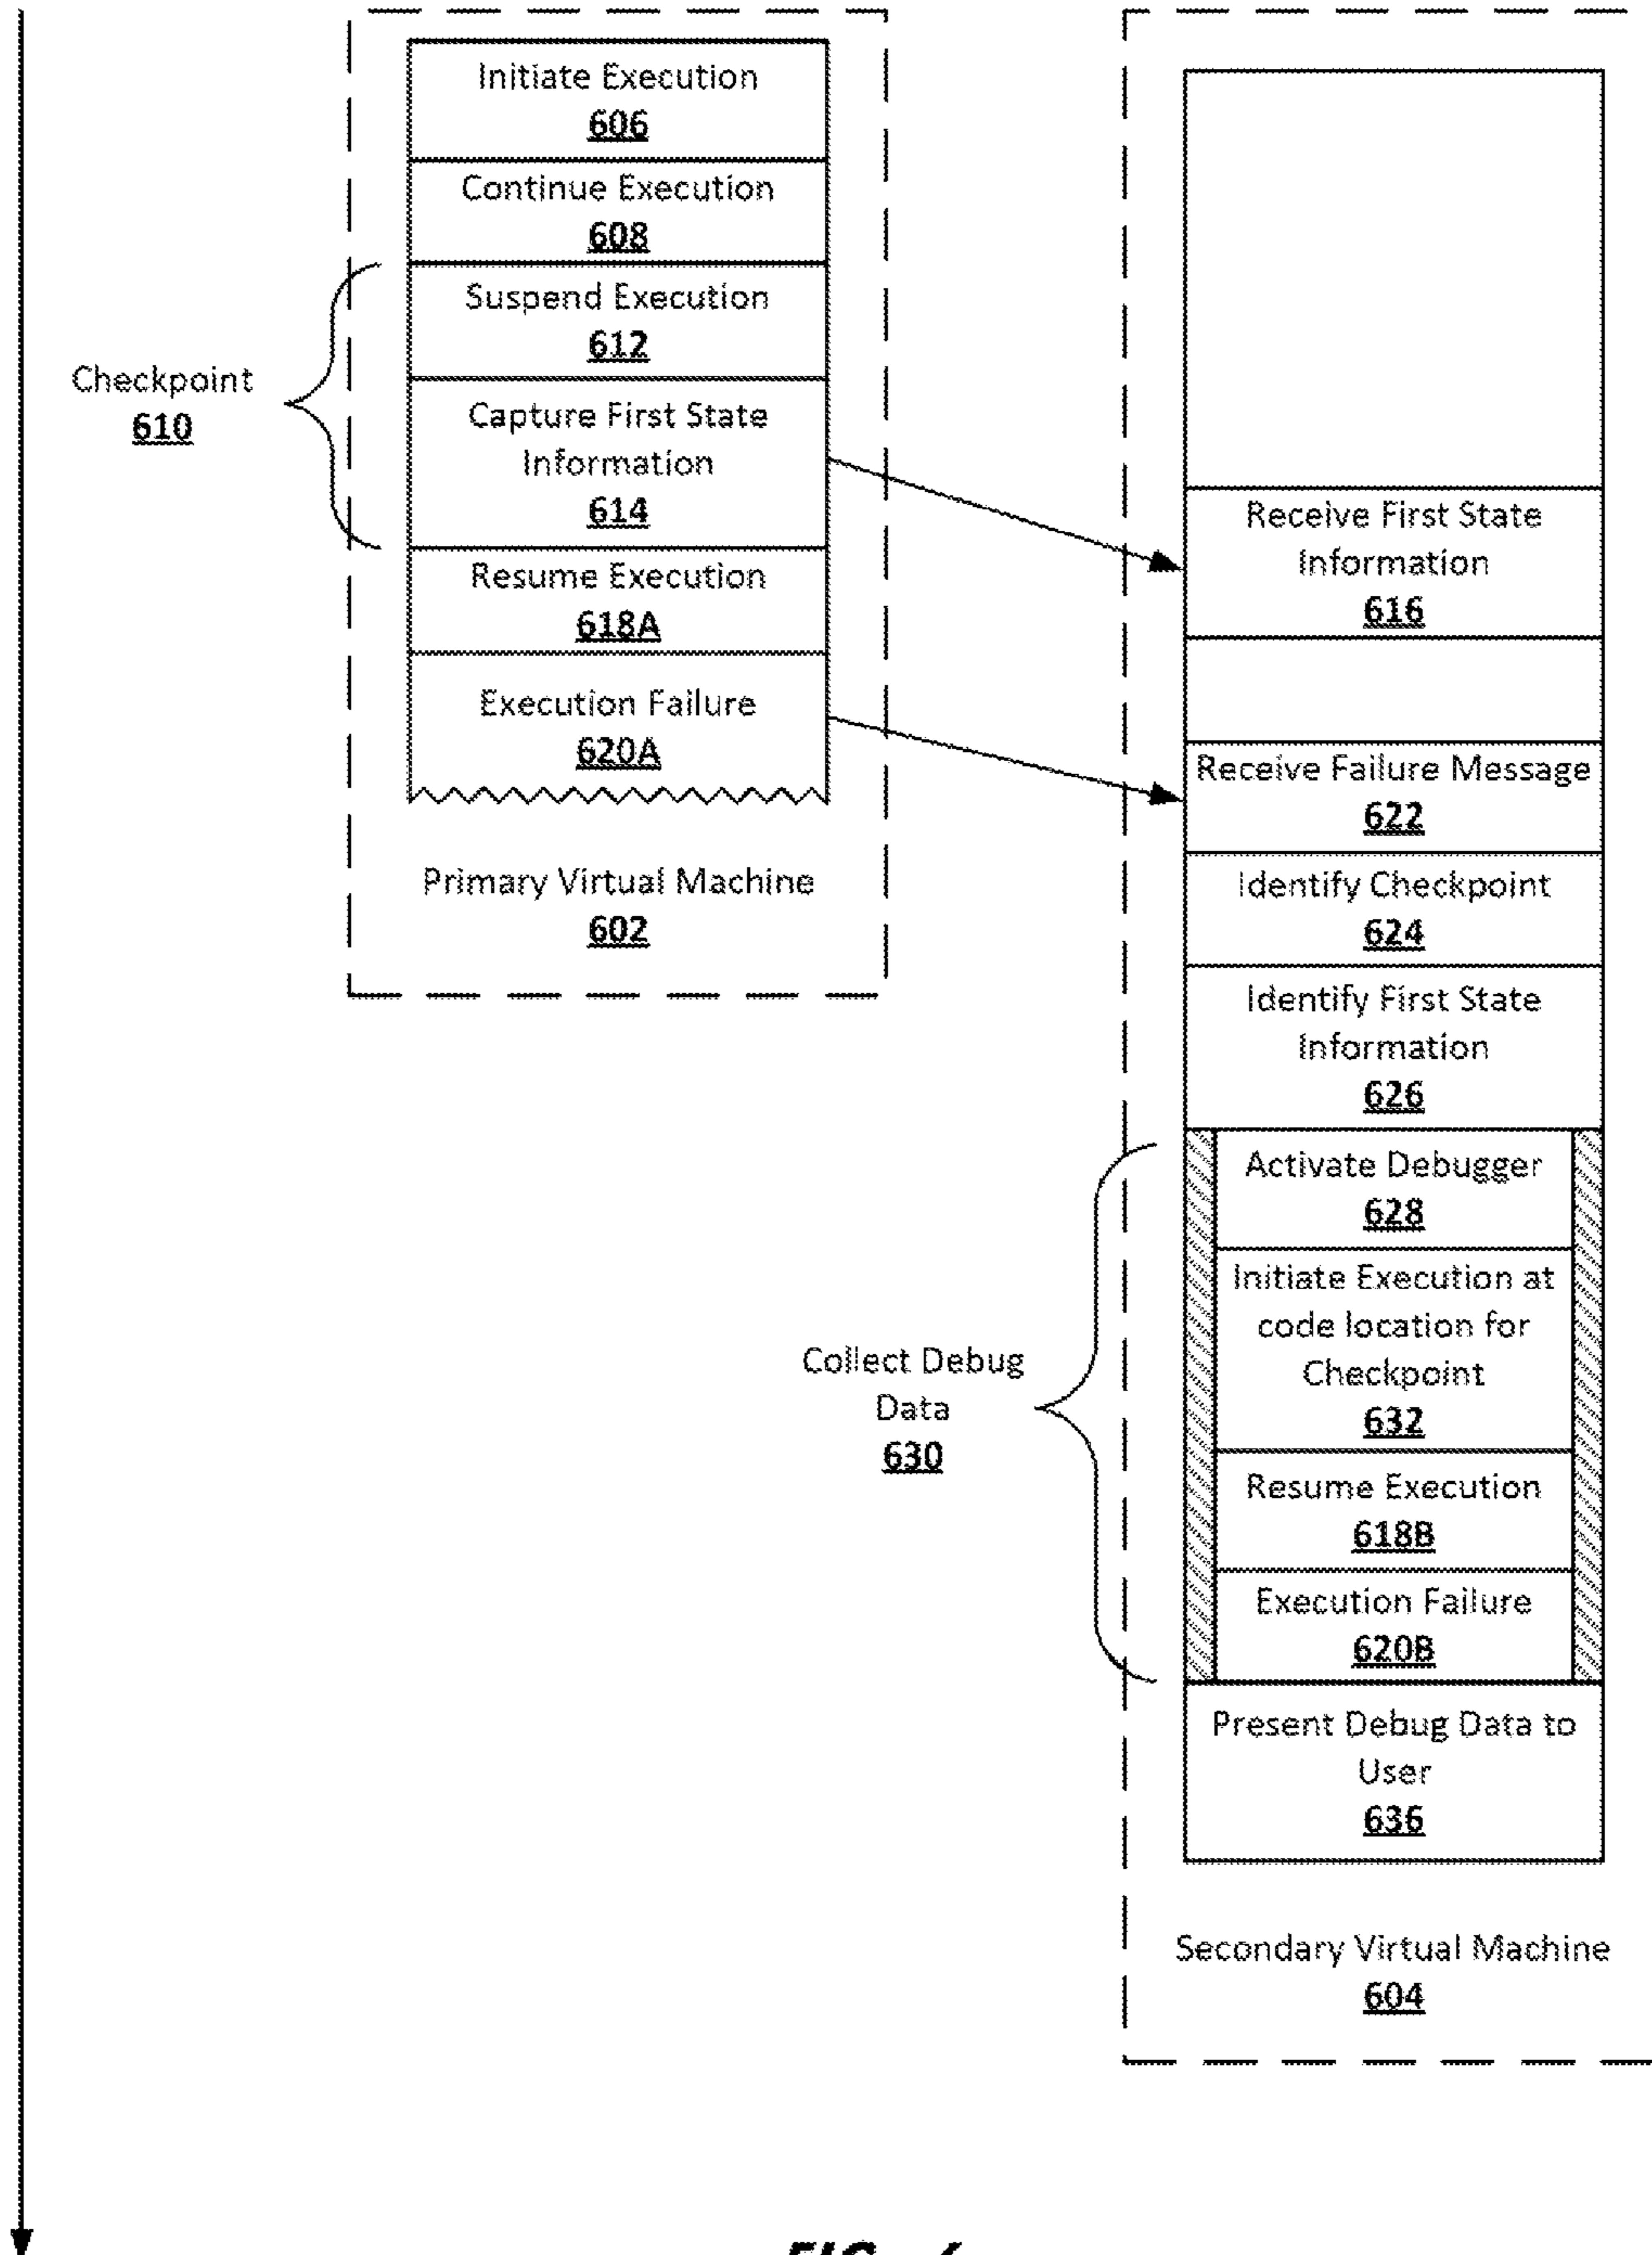 Initiate Execution
606
Continue Execution
608
Suspend Execution
612
Checkpoint
610
Capture First State
Information
614
Resume Execution
618A
Execution Failure
620A
Primary Virtual Machine
602
Receive First State
Information
616
Receive Failure Message
622
Identify Checkpoint
624
Identify First State
Information
626
Activate Debugger
628
Initiate Execution at
code location for
Checkpoint
632
Collect Debug
Data
630
Resume Execution
618B
Execution Failure
620B
Present Debug Data to
User
636
Secondary Virtual Machine
604
FIG.